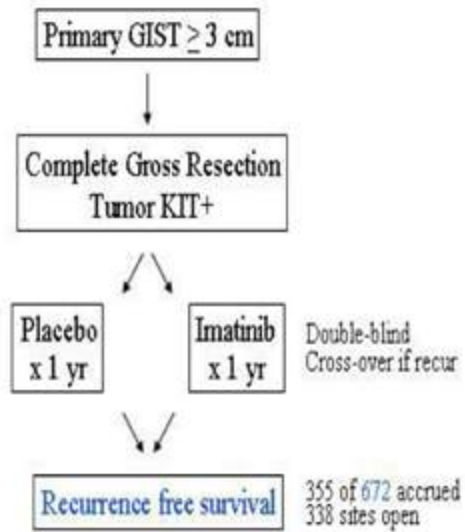 Primary GIST ≥ 3 cm
Complete Gross Resection
Tumor KIT+
Placebo
x 1 yr
Imatinib
x 1 yr
Double-blind
Cross-over if recur
Recurrence free survival
355 of 672 accrued
338 sites open